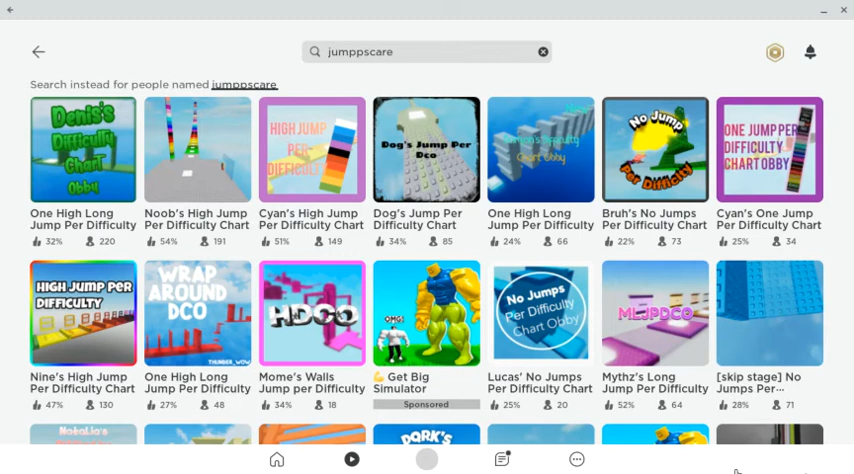 jumppscare
Search instead for people named jumppscare
Denis's
Difficulty
Chart
Obby
HIGH JUMP
PER
DIFFICULTY
Dog's Jump Per
Dco
Chart Obby
No Jump
Per Difficulty
ONE JUMP PER
DIFFICULTY
CHART OBBY
One High Long
Jump Per Difficulty
32% 220
Noob's High Jump
Per Difficulty Chart
54% 191
Cyan's High Jump
Per Difficulty Chart
51% 149
Dog's Jump Per
Difficulty Chart
34% 85
One High Long
Jump Per Difficulty
24% 66
Bruh's No Jumps
Per Difficulty Chart
22% 73
Cyan's One Jump
Per Difficulty Chart
25% 34
HIGH JUMP PER
DIFFICULTY
WRAP
AROUND
DCO
THUNDER_WOW
HDCO
OMG!
No Jumps
Per Difficulty
Chart Obby
MLJPDCO
Nine's High Jump
Per Difficulty Chart
47% 130
One High Long
Jump Per Difficulty
27% 48
Mome's Walls
Jump per Difficulty
34% 18
💪 Get Big
Simulator
Sponsored
Lucas' No Jumps
Per Difficulty Chart
25% 20
Mythz's Long
Jump Per Difficulty
52% 64
[skip stage] No
Jumps Per...
28% 71